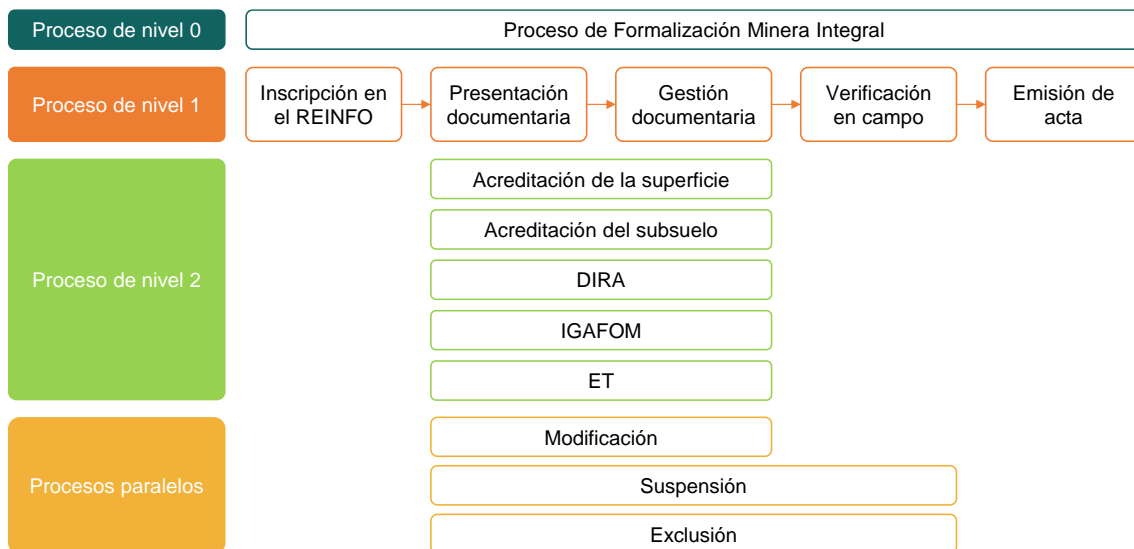 Proceso de nivel 0
Proceso de Formalización Minera Integral
Proceso de nivel 1
Inscripción en
el REINFO
Presentación
documentaria
Gestión
documentaria
Verificación
en campo
Emisión de
acta
Proceso de nivel 2
Acreditación de la superficie
Acreditación del subsuelo
DIRA
IGAFOM
ET
Procesos paralelos
Modificación
Suspensión
Exclusión